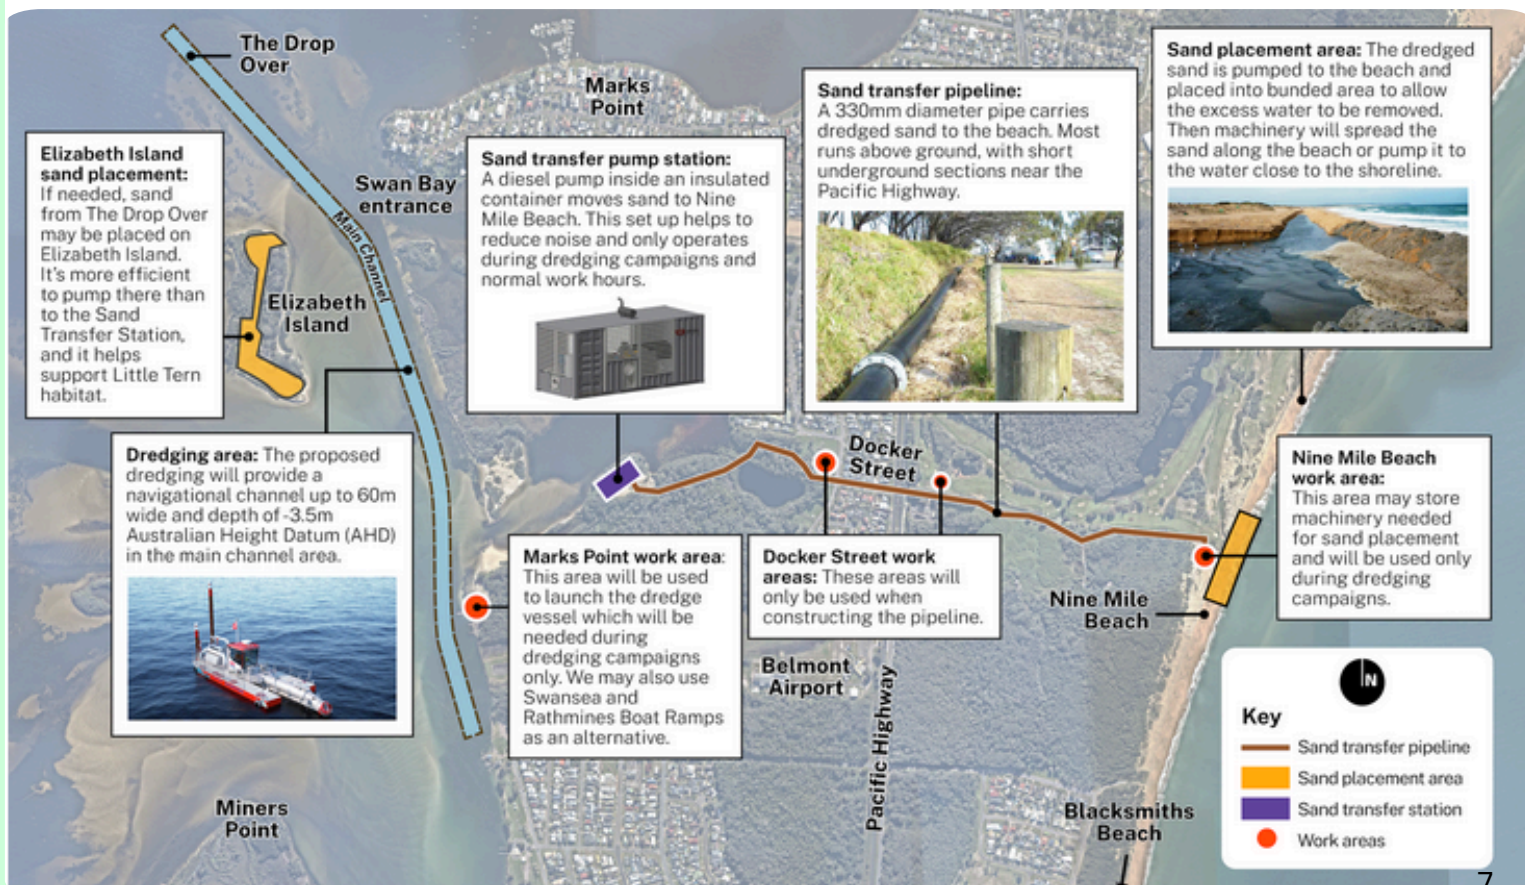 The Drop
Over
Marks
Point
Swan Bay
entrance
Main Channel
Elizabeth Island
sand placement:
If needed, sand
from The Drop Over
may be placed on
Elizabeth Island.
It's more efficient
to pump there than
to the Sand
Transfer Station,
and it helps
support Little Tern
habitat.
Elizabeth
Island
Sand transfer pump station:
A diesel pump inside an insulated
container moves sand to Nine
Mile Beach. This set up helps to
reduce noise and only operates
during dredging campaigns and
normal work hours.
Sand transfer pipeline:
A 330mm diameter pipe carries
dredged sand to the beach. Most
runs above ground, with short
underground sections near the
Pacific Highway.
Sand placement area: The dredged
sand is pumped to the beach and
placed into bunded area to allow
the excess water to be removed.
Then machinery will spread the
sand along the beach or pump it to
the water close to the shoreline.
Dredging area: The proposed
dredging will provide a
navigational channel up to 60m
wide and depth of -3.5m
Australian Height Datum (AHD)
in the main channel area.
Docker
Street
Marks Point work area:
This area will be used
to launch the dredge
vessel which will be
needed during
dredging campaigns
only. We may also use
Swansea and
Rathmines Boat Ramps
as an alternative.
Docker Street work
areas: These areas will
only be used when
constructing the pipeline.
Nine Mile Beach
work area:
This area may store
machinery needed
for sand placement
and will be used only
during dredging
campaigns.
Nine Mile
Beach
Belmont
Airport
Pacific Highway
Miners
Point
Blacksmiths
Beach
N
Key
Sand transfer pipeline
Sand placement area
Sand transfer station
Work areas
7